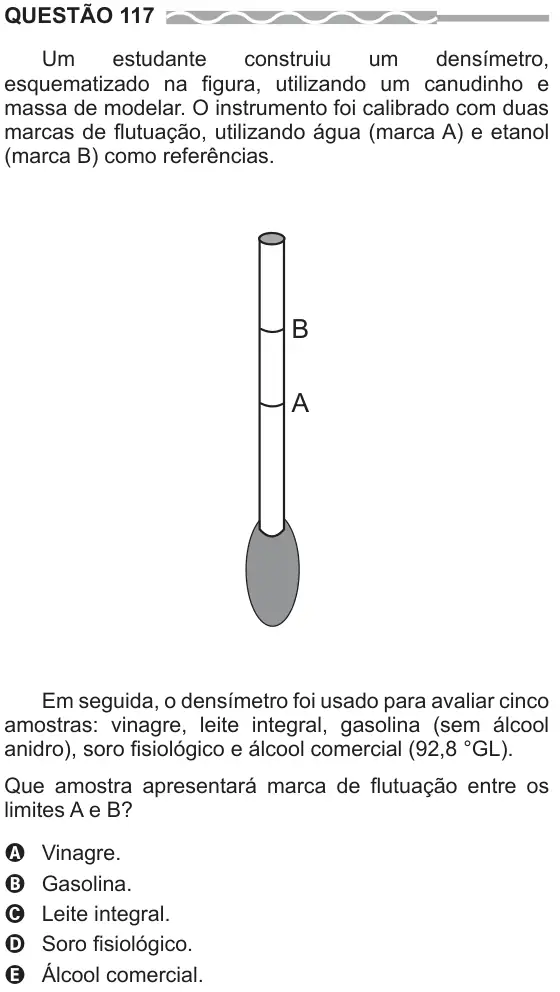 QUESTÃO 117
Um estudante construiu um densímetro,
esquematizado na figura, utilizando um canudinho e
massa de modelar. O instrumento foi calibrado com duas
marcas de flutuação, utilizando água (marca A) e etanol
(marca B) como referências.
B
A
Em seguida, o densímetro foi usado para avaliar cinco
amostras: vinagre, leite integral, gasolina (sem álcool
anidro), soro fisiológico e álcool comercial (92,8 °GL).
Que amostra apresentará marca de flutuação entre os
limites A e B?
A Vinagre.
B Gasolina.
C Leite integral.
D Soro fisiológico.
E Álcool comercial.